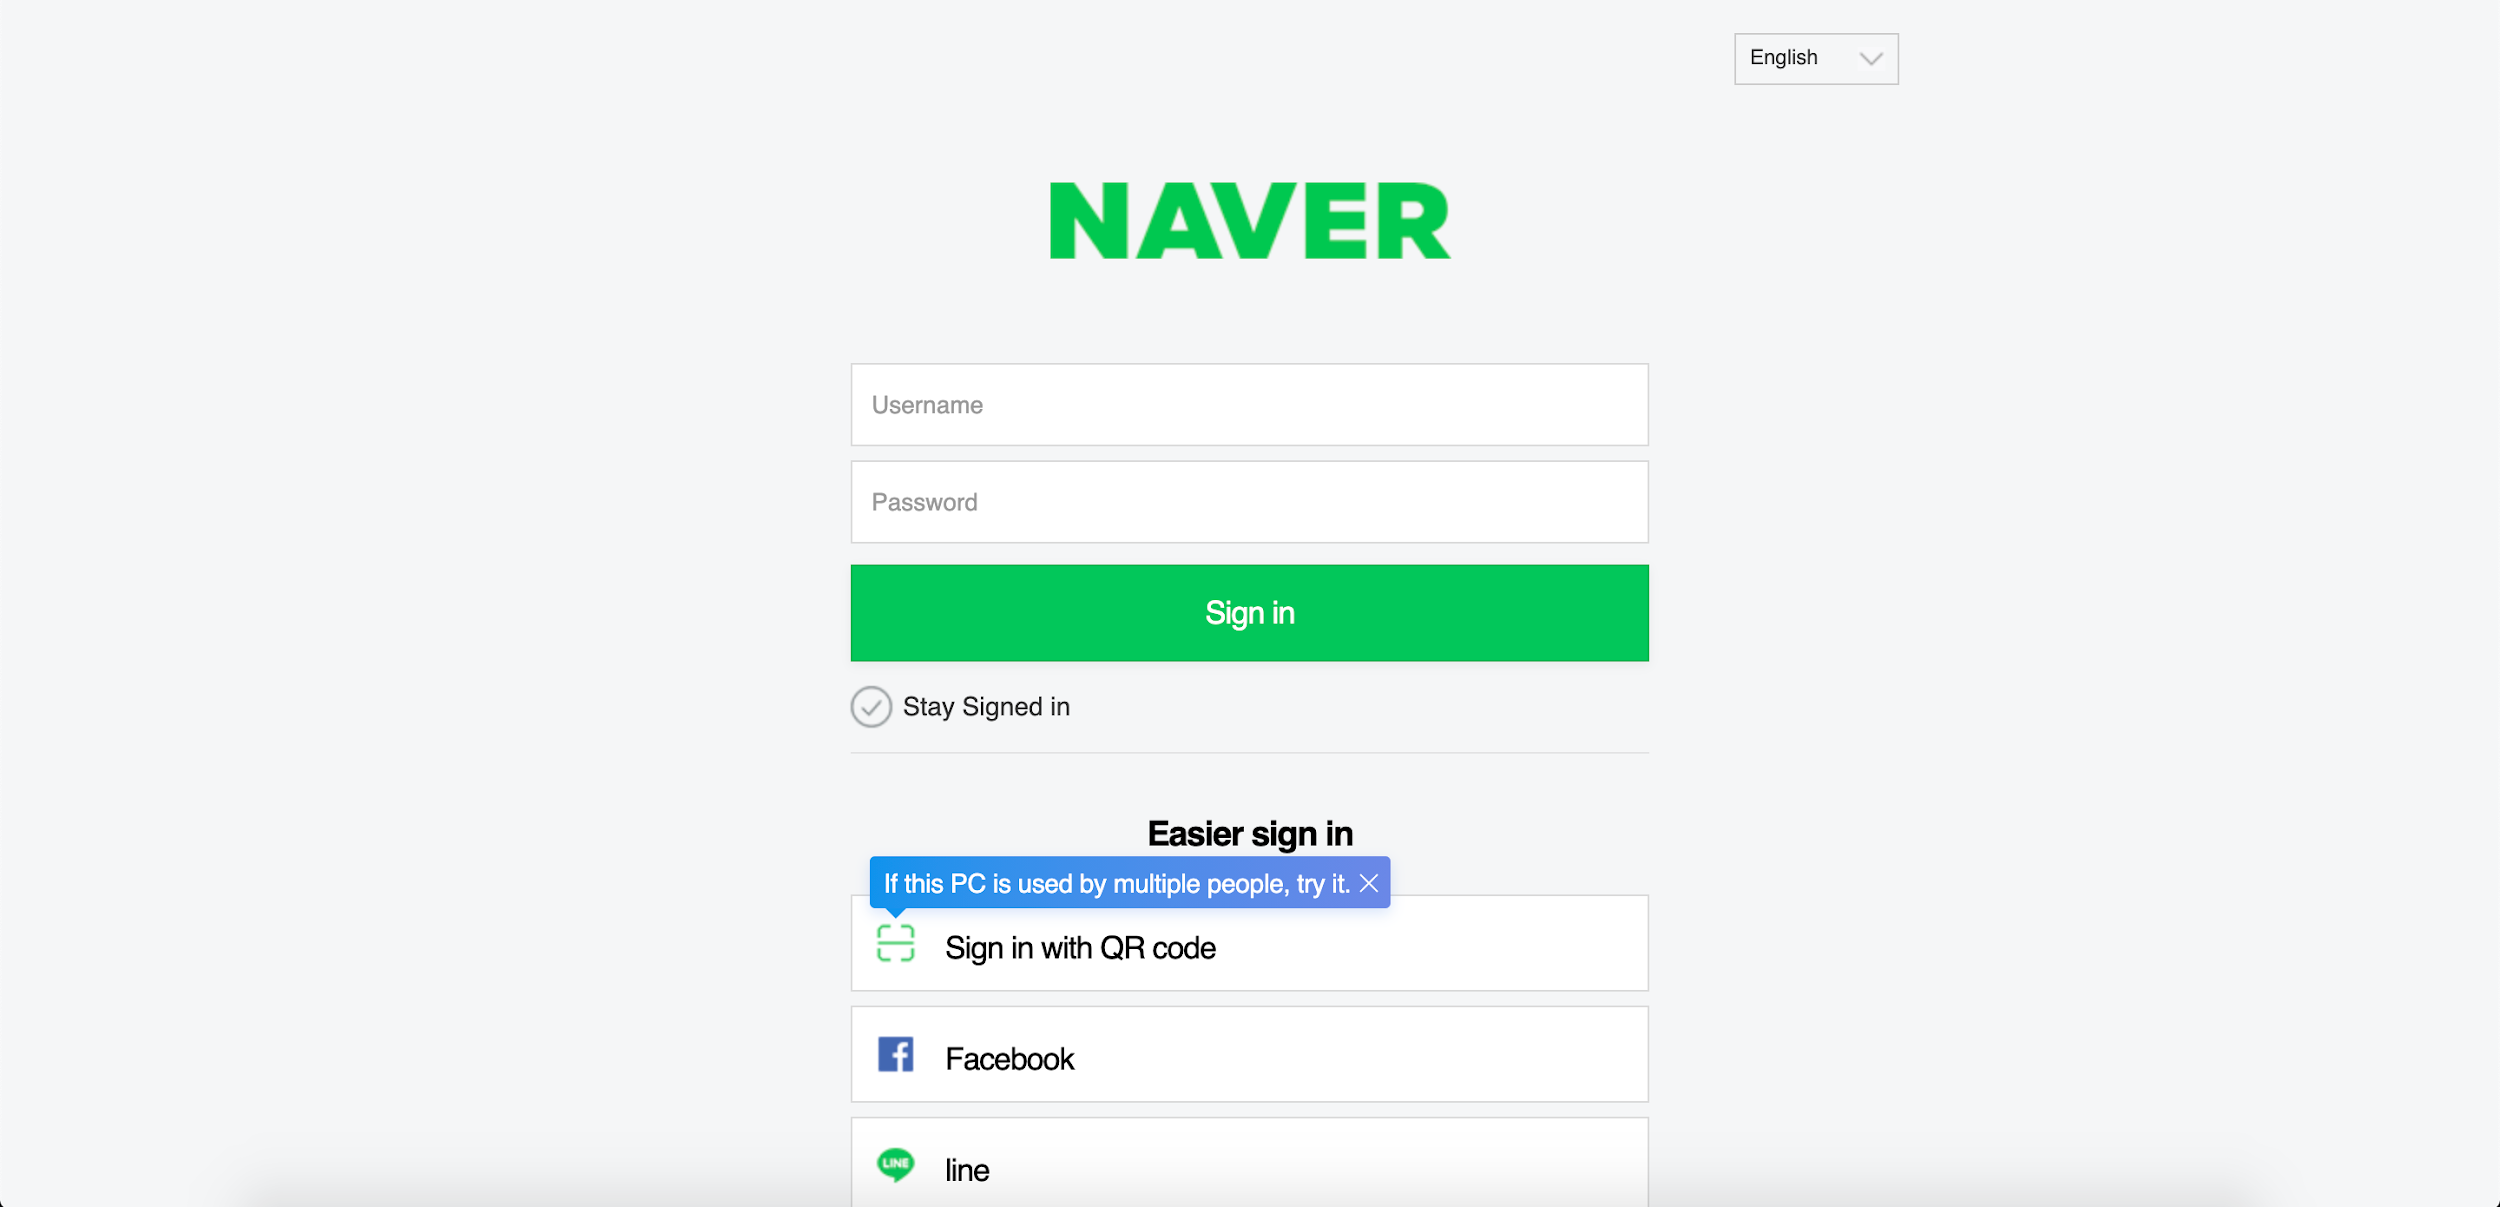 English
NAVER
Username
Password
Sign in
Stay Signed in
Easier sign in
If this PC is used by multiple people, try it.
Sign in with QR code
Facebook
LINE
line